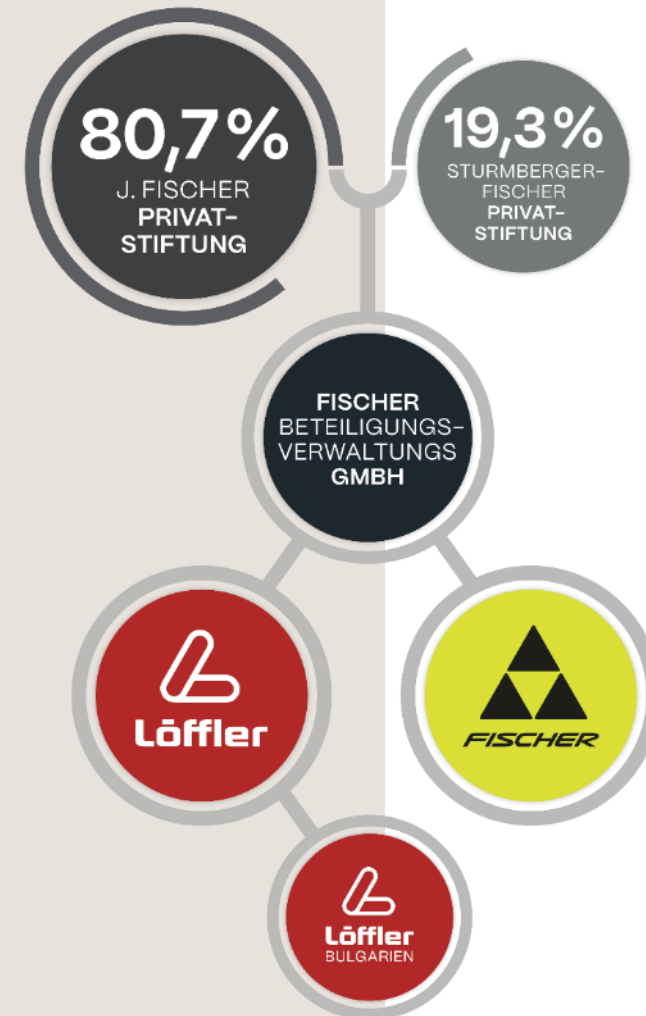 80,7%
J. FISCHER
PRIVAT-
STIFTUNG
19,3%
STURMBERGER-
FISCHER
PRIVAT-
STIFTUNG
FISCHER
BETEILIGUNGS-
VERWALTUNGS
GMBH
Löffler
FISCHER
Löffler
BULGARIEN